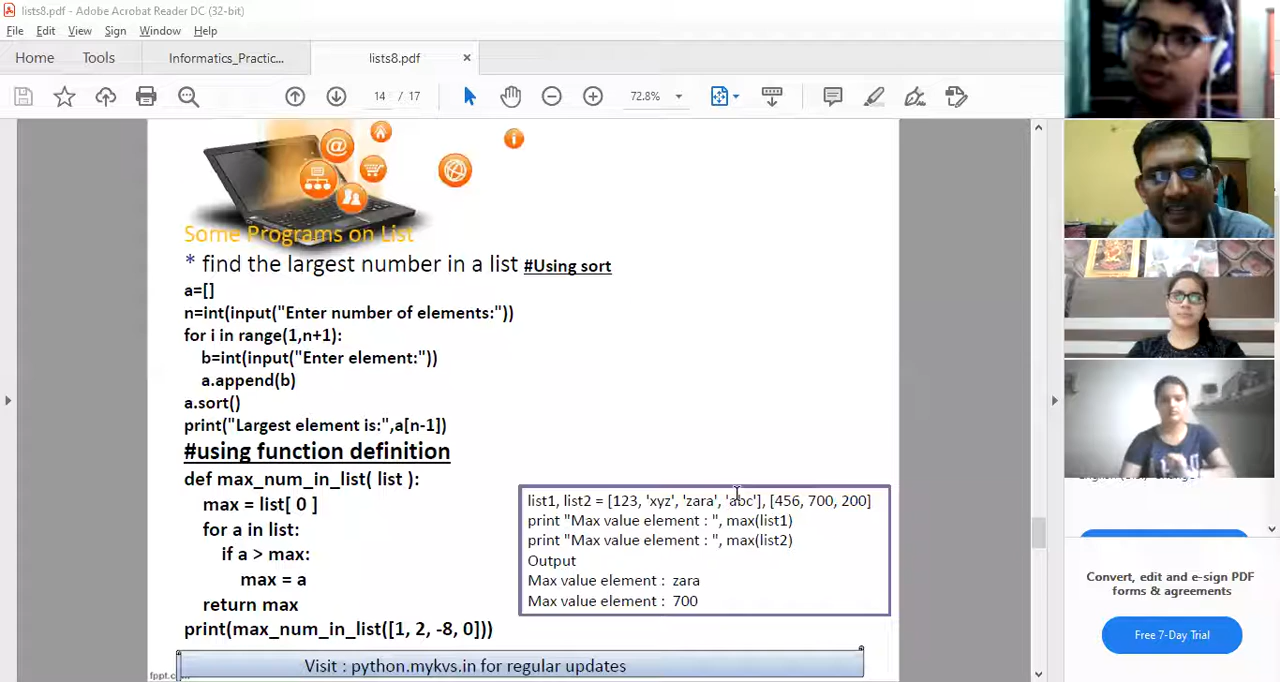 lists8.pdf - Adobe Acrobat Reader DC (32-bit)
File Edit View Sign Window Help
Home Tools Informatics_Practic... lists8.pdf ×
14 / 17 72.8%
Some Programs on List
* find the largest number in a list #Using sort
a=[]
n=int(input("Enter number of elements:"))
for i in range(1,n+1):
b=int(input("Enter element:"))
a.append(b)
a.sort()
print("Largest element is:",a[n-1])
#using function definition
def max_num_in_list( list ):
max = list[ 0 ]
for a in list:
if a > max:
max = a
return max
print(max_num_in_list([1, 2, -8, 0]))
list1, list2 = [123, 'xyz', 'zara', 'abc'], [456, 700, 200]
print "Max value element : ", max(list1)
print "Max value element : ", max(list2)
Output
Max value element : zara
Max value element : 700
Visit : python.mykvs.in for regular updates
Convert, edit and e-sign PDF
forms & agreements
Free 7-Day Trial